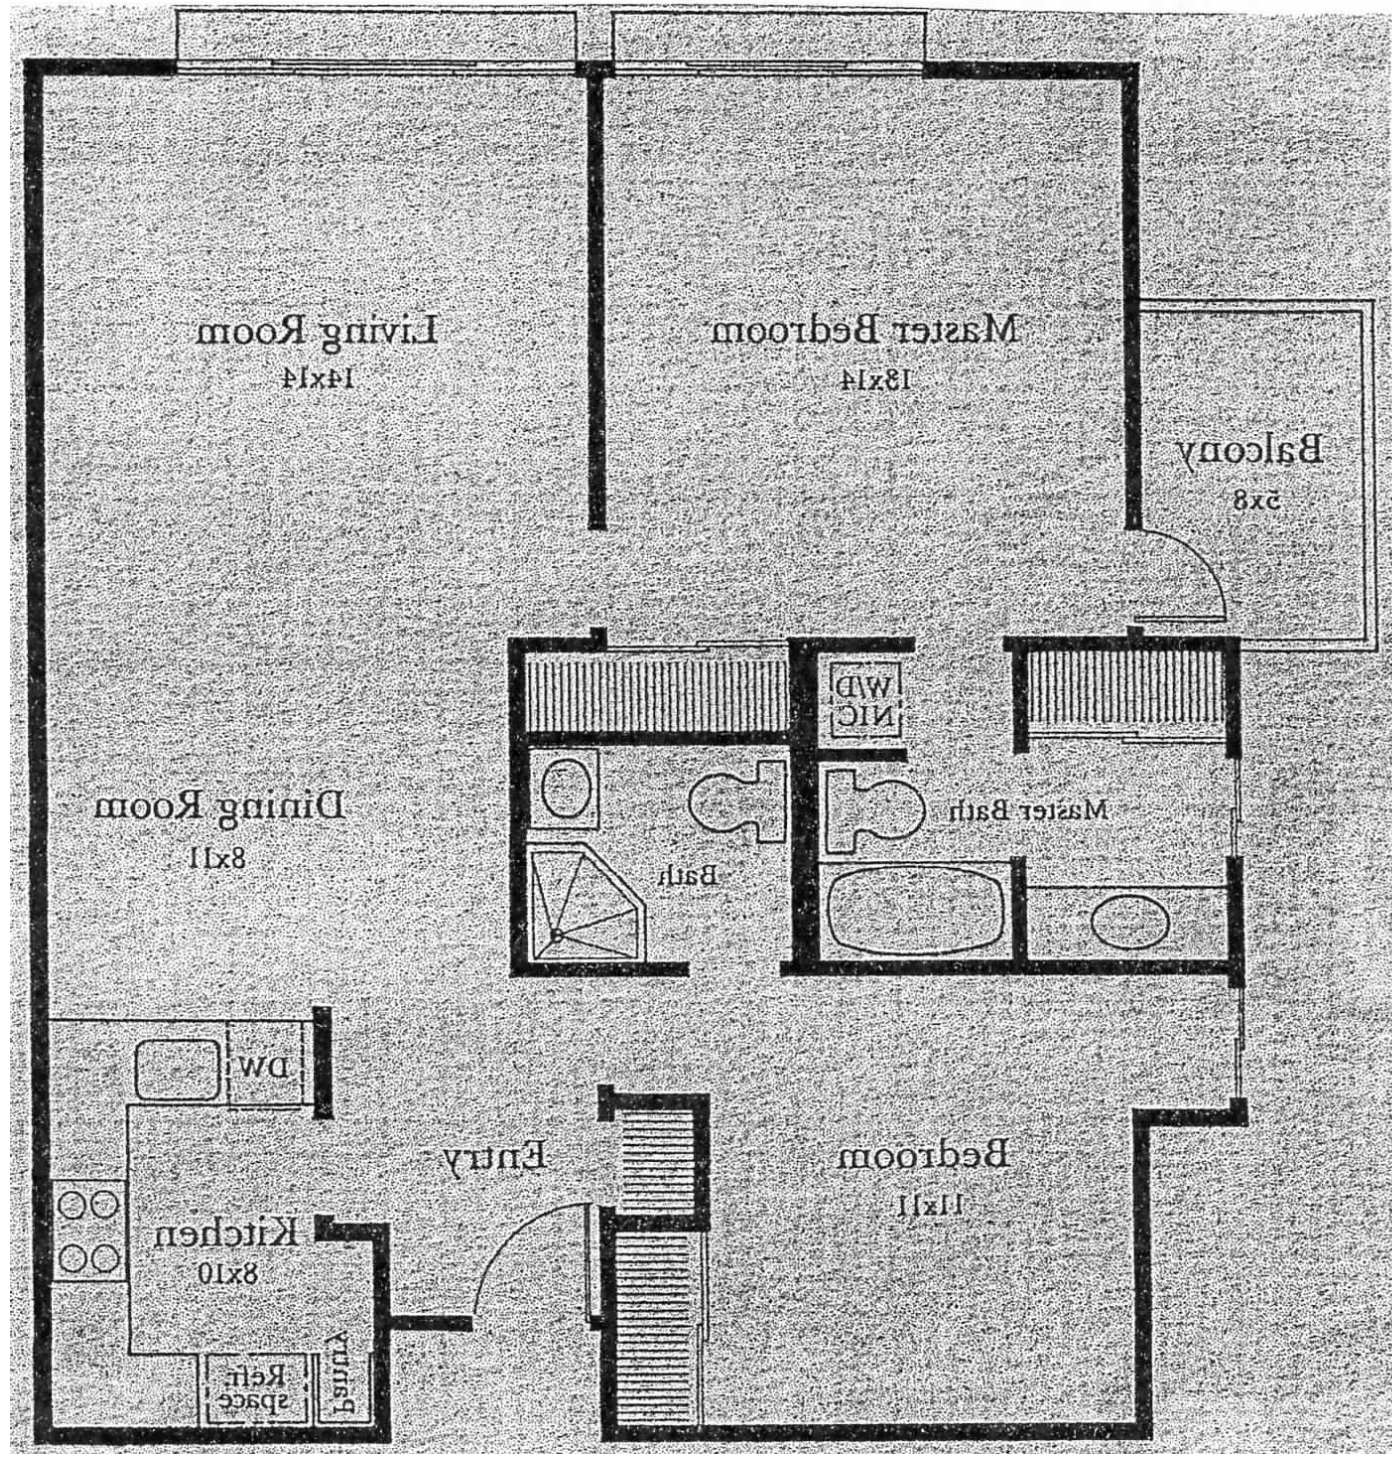 Living Room
14x14
Master Bedroom
13x14
Balcony
5x8
W/D
NIC
Dining Room
8x11
Master Bath
Bath
DW
Entry
Bedroom
11x11
Kitchen
8x10
Refr.
space
Pantry